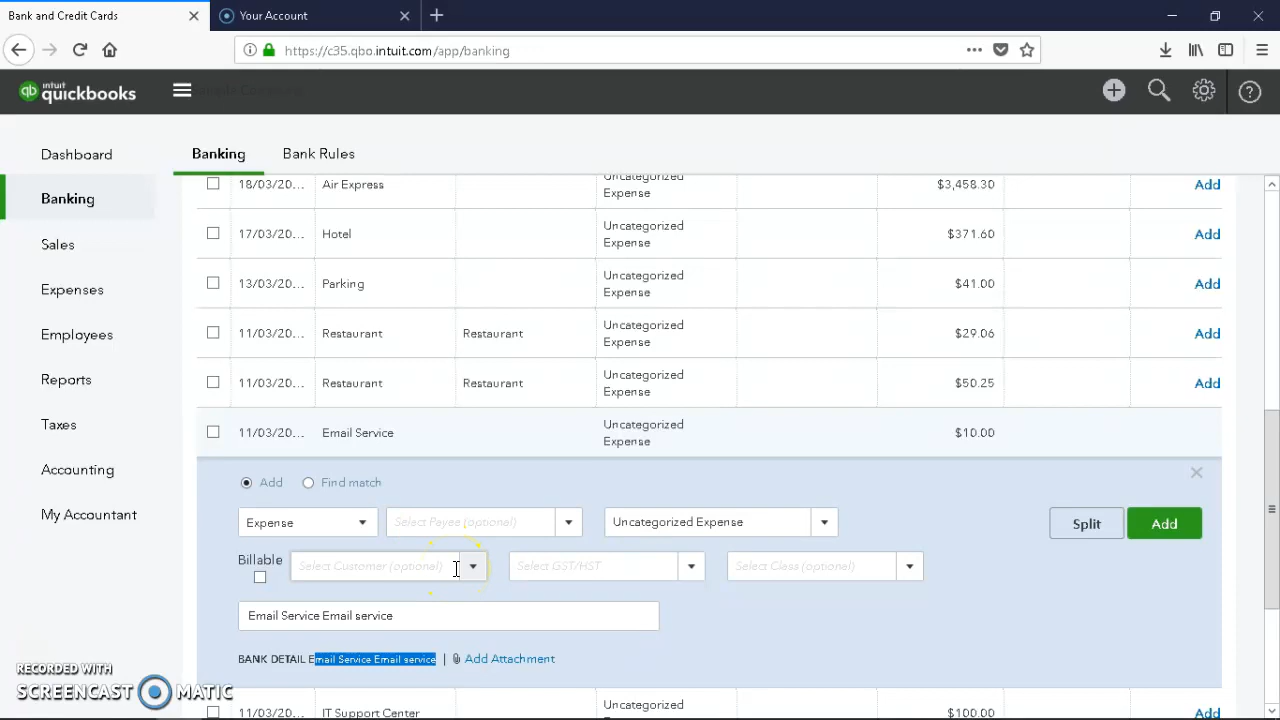 Bank and Credit Cards
Your Account
https://c35.qbo.intuit.com/app/banking
intuit
quickbooks
Dashboard
Banking
Sales
Expenses
Employees
Reports
Taxes
Accounting
My Accountant
Banking Bank Rules
18/03/20... Air Express Uncategorized Expense $3,458.30 Add
17/03/20... Hotel Uncategorized Expense $371.60 Add
13/03/20... Parking Uncategorized Expense $41.00 Add
11/03/20... Restaurant Restaurant Uncategorized Expense $29.06 Add
11/03/20... Restaurant Restaurant Uncategorized Expense $50.25 Add
11/03/20... Email Service Uncategorized Expense $10.00
Add Find match
Expense Select Payee (optional) Uncategorized Expense Split Add
Billable Select Customer (optional) Select GST/HST Select Class (optional)
Email Service Email service
BANK DETAIL Email Service Email service | Add Attachment
11/03/20... IT Support Center Uncategorized $100.00 Add
RECORDED WITH
SCREENCAST MATIC